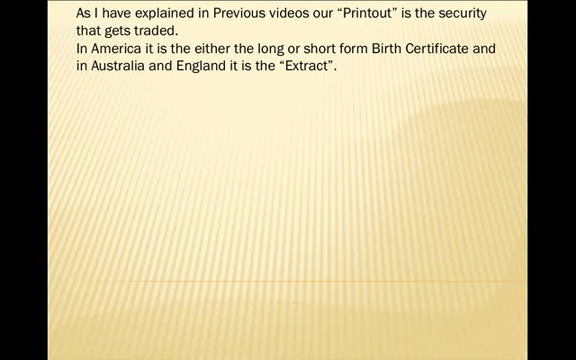 As I have explained in Previous videos our “Printout” is the security
that gets traded.
In America it is the either the long or short form Birth Certificate and
in Australia and England it is the “Extract”.